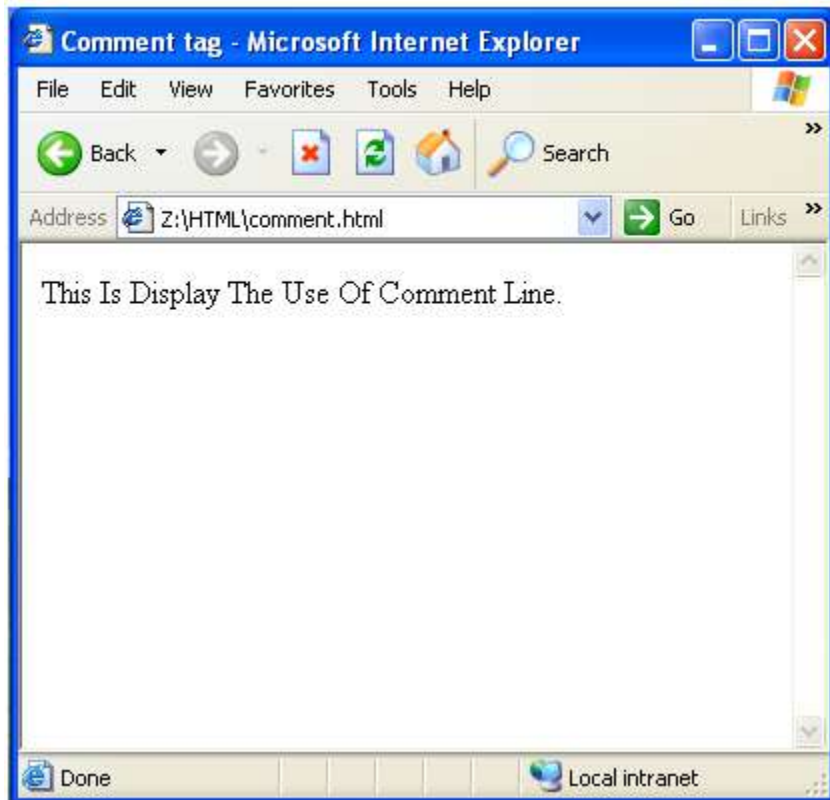 Comment tag - Microsoft Internet Explorer
File Edit View Favorites Tools Help
Back Search »
Address Z:\HTML\comment.html Go Links »
This Is Display The Use Of Comment Line.
Done Local intranet